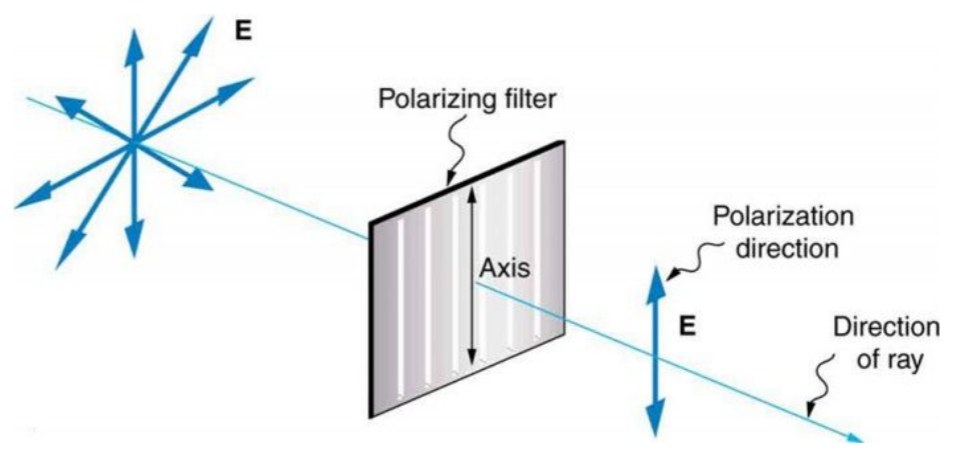 E
Polarizing filter
Axis
Polarization
direction
E
Direction
of ray